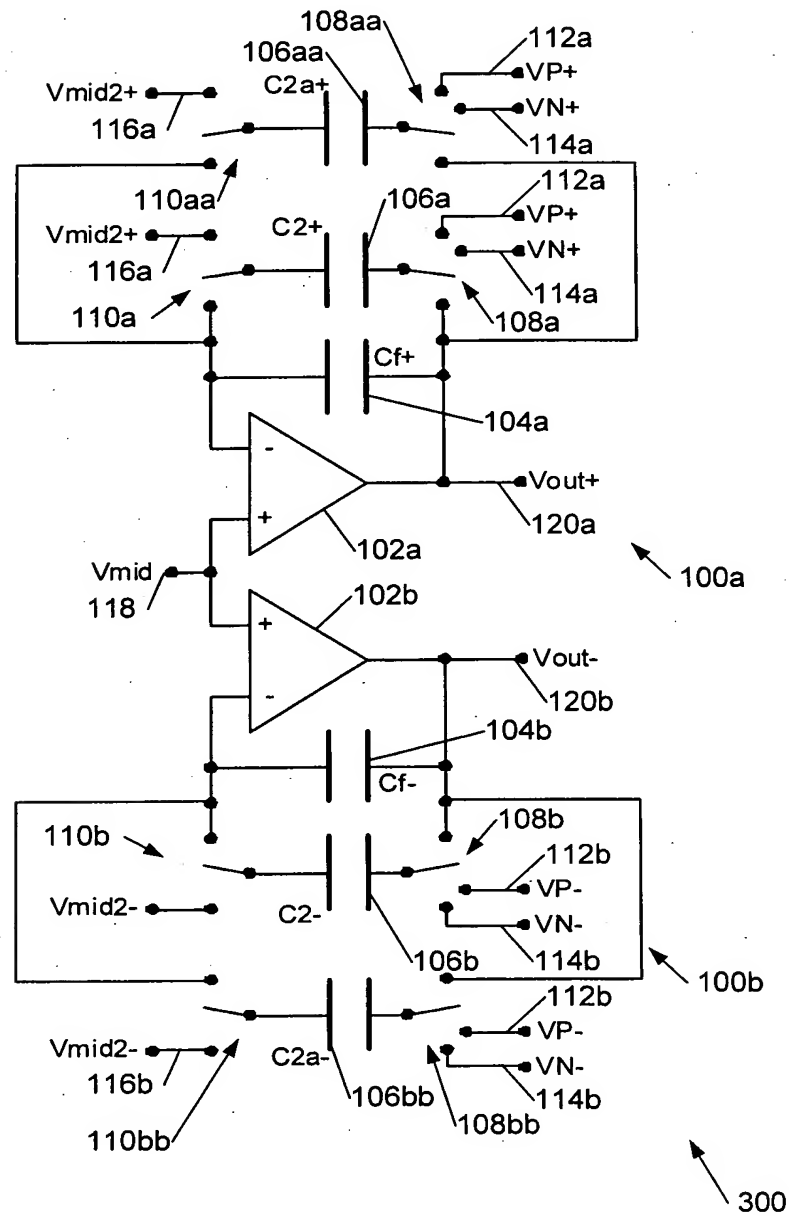 108aa
112a
106aa
C2a+
VP+
Vmid2+
VN+
116a
114a
110aa
106a
112a
C2+
VP+
Vmid2+
VN+
116a
114a
110a
108a
Cf+
104a
-
Vout+
+
120a
102a
Vmid
100a
118
102b
+
Vout-
-
120b
104b
Cf-
110b
108b
112b
VP-
Vmid2-
C2-
VN-
106b
114b
100b
112b
VP-
Vmid2-
C2a-
VN-
116b
106bb
114b
110bb
108bb
300